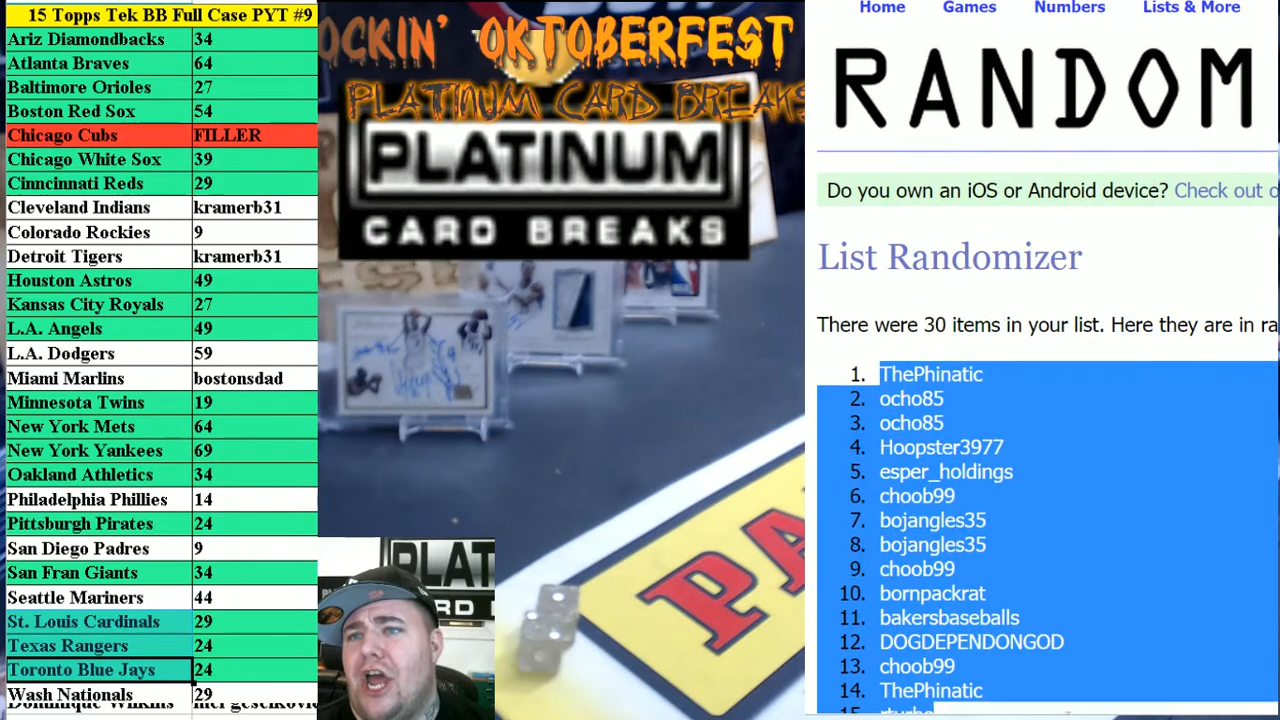 15 Topps Tek BB Full Case PYT #9
Ariz Diamondbacks 34
Atlanta Braves 64
Baltimore Orioles 27
Boston Red Sox 54
Chicago Cubs FILLER
Chicago White Sox 39
Cinncinnati Reds 29
Cleveland Indians kramerb31
Colorado Rockies 9
Detroit Tigers kramerb31
Houston Astros 49
Kansas City Royals 27
L.A. Angels 49
L.A. Dodgers 59
Miami Marlins bostonsdad
Minnesota Twins 19
New York Mets 64
New York Yankees 69
Oakland Athletics 34
Philadelphia Phillies 14
Pittsburgh Pirates 24
San Diego Padres 9
San Fran Giants 34
Seattle Mariners 44
St. Louis Cardinals 29
Texas Rangers 24
Toronto Blue Jays 24
Wash Nationals 29
OCKIN' OKTOBERFEST
PLATINUM CARD BREAKS
PLATINUM
CARD BREAKS
PLAT
RD B
PA
Home Games Numbers Lists & More
RANDOM
Do you own an iOS or Android device? Check out o
List Randomizer
There were 30 items in your list. Here they are in ra
1. ThePhinatic
2. ocho85
3. ocho85
4. Hoopster3977
5. esper_holdings
6. choob99
7. bojangles35
8. bojangles35
9. choob99
10. bornpackrat
11. bakersbaseballs
12. DOGDEPENDONGOD
13. choob99
14. ThePhinatic